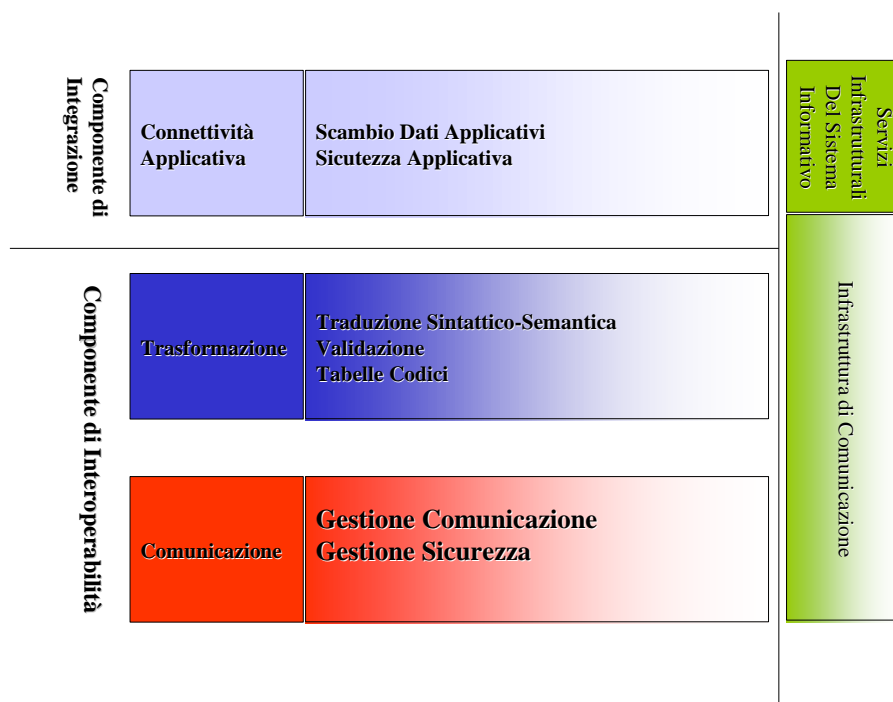 Componente di
Integrazione
Connettività
Applicativa
Scambio Dati Applicativi
Sicutezza Applicativa
Servizi
Infrastrutturali
Del Sistema
Informativo
Componente di Interoperabilità
Trasformazione
Traduzione Sintattico-Semantica
Validazione
Tabelle Codici
Comunicazione
Gestione Comunicazione
Gestione Sicurezza
Infrastruttura di Comunicazione